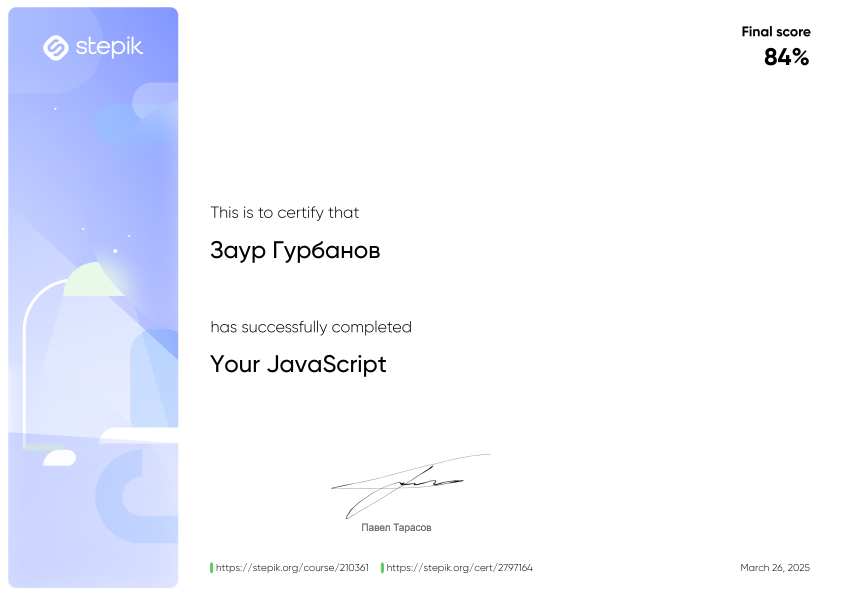 stepik
Final score
84%
This is to certify that
Заур Гурбанов
has successfully completed
Your JavaScript
Павел Тарасов
https://stepik.org/course/210361 https://stepik.org/cert/2797164
March 26, 2025